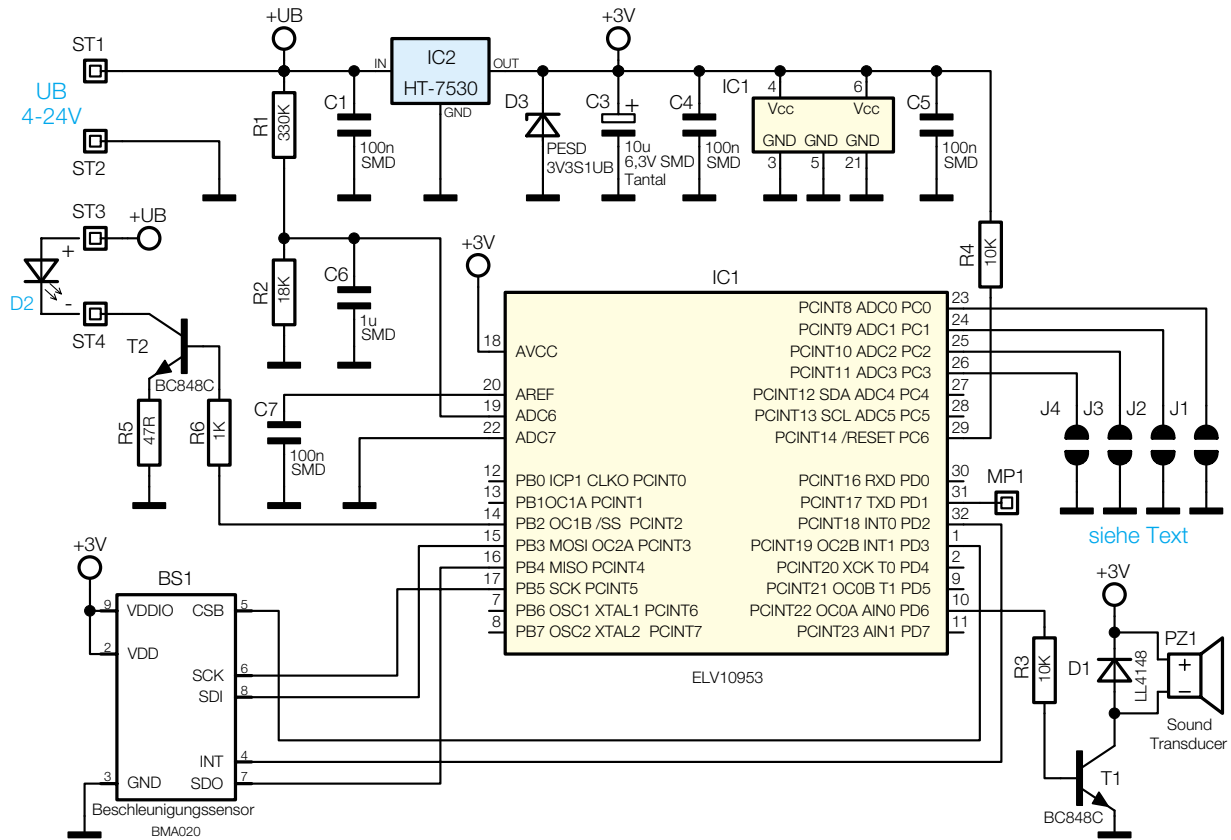 +UB
+3V
ST1
IN
IC2
HT-7530
OUT
GND
UB
4-24V
ST2
R1
330K
C1
100n
SMD
D3
PESD
3V3S1UB
C3
+
10u
6,3V SMD
Tantal
C4
100n
SMD
IC1
4
6
Vcc
Vcc
GND
GND
GND
3
5
21
C5
100n
SMD
ST3
+UB
+
D2
-
ST4
T2
BC848C
R5
47R
R6
1K
R2
18K
C6
1u
SMD
C7
100n
SMD
+3V
R4
10K
IC1
18
AVCC
20
AREF
19
ADC6
22
ADC7
12
PB0 ICP1 CLKO PCINT0
13
PB1OC1A PCINT1
14
PB2 OC1B /SS PCINT2
15
PB3 MOSI OC2A PCINT3
16
PB4 MISO PCINT4
17
PB5 SCK PCINT5
7
PB6 OSC1 XTAL1 PCINT6
8
PB7 OSC2 XTAL2 PCINT7
PCINT8 ADC0 PC0
23
PCINT9 ADC1 PC1
24
PCINT10 ADC2 PC2
25
PCINT11 ADC3 PC3
26
PCINT12 SDA ADC4 PC4
27
PCINT13 SCL ADC5 PC5
28
PCINT14 /RESET PC6
29
PCINT16 RXD PD0
30
PCINT17 TXD PD1
31
PCINT18 INT0 PD2
32
PCINT19 OC2B INT1 PD3
1
PCINT20 XCK T0 PD4
2
PCINT21 OC0B T1 PD5
9
PCINT22 OC0A AIN0 PD6
10
PCINT23 AIN1 PD7
11
ELV10953
MP1
J4
J3
J2
J1
siehe Text
+3V
BS1
9
VDDIO
CSB
5
2
VDD
SCK
6
SDI
8
INT
4
3
GND
SDO
7
Beschleunigungssensor
BMA020
R3
10K
+3V
D1
LL4148
PZ1
+
-
Sound
Transducer
T1
BC848C